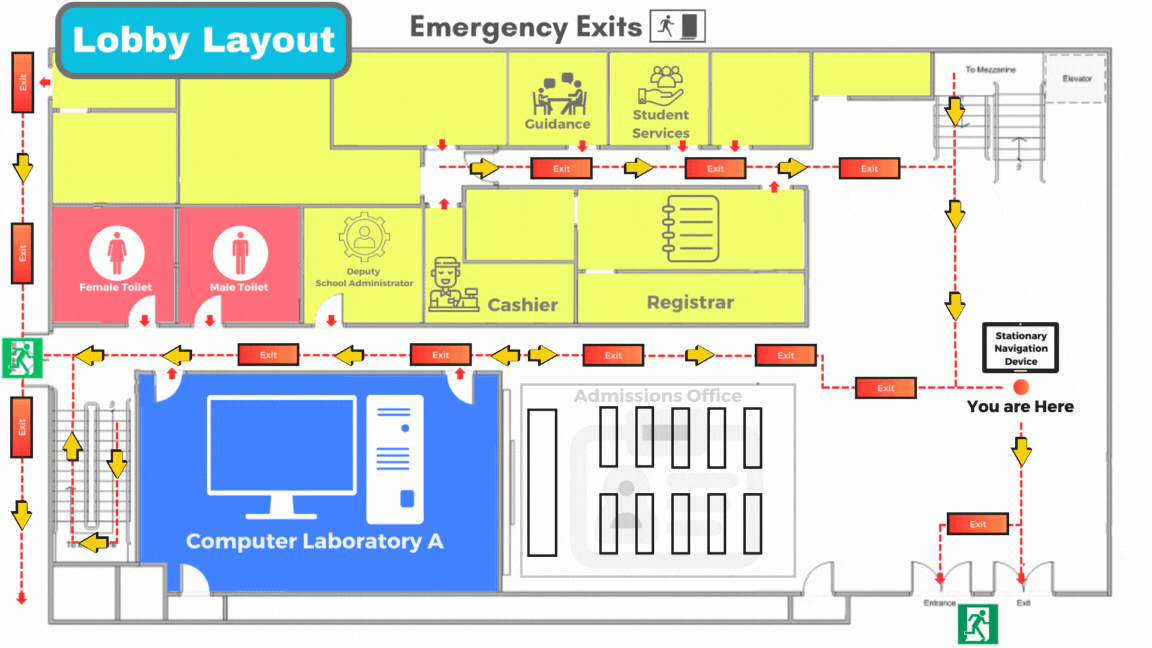 Lobby Layout
Emergency Exits
To Mezzanine
Elevator
Exit
Guidance
Student
Services
Exit
Exit
Exit
Exit
Female Toilet
Male Toilet
Deputy
School Administrator
Cashier
Registrar
Exit
Exit
Exit
Exit
Stationary
Navigation
Device
Exit
You are Here
Admissions Office
Exit
Computer Laboratory A
Exit
Entrance
Exit